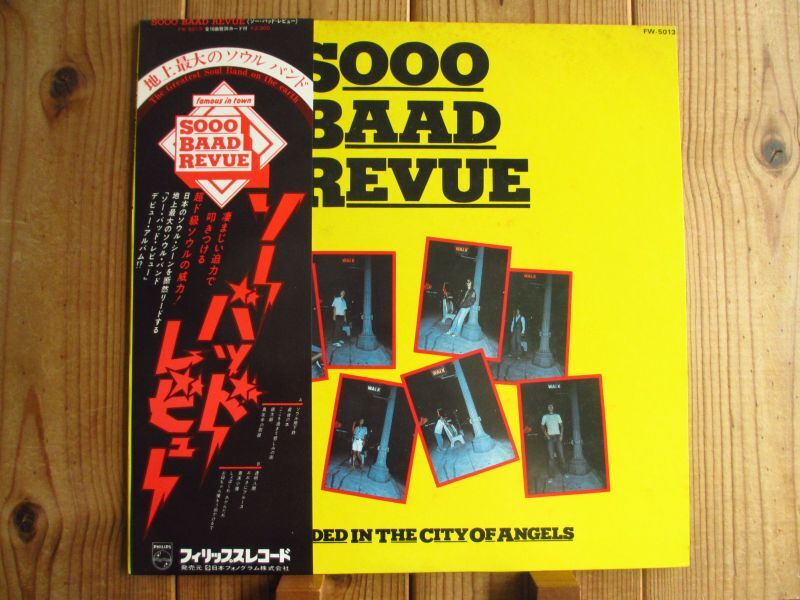 SOOO BAAD REVUE (ソー・バッド・レビュー)
FW-5013
FW-5013
地上最大のソウルバンド
The Greatest Soul Band on the earth
famous in town
SOOO
BAAD
REVUE
SOOO
BAAD
REVUE
凄まじい迫力で
叩きつける
超ド級ソウルの威力!
日本のソウル・シーンを断然リードする
地上最大のソウル・バンド
「ソー・バッド・レビュー」
デビュー・アルバム!!
ソー
バッド
レビュー
WALK
WALK
WALK
WALK
WALK
A
B
DED IN THE CITY OF ANGELS
PHILIPS
フィリップスレコード
発売元 日本フォノグラム株式会社